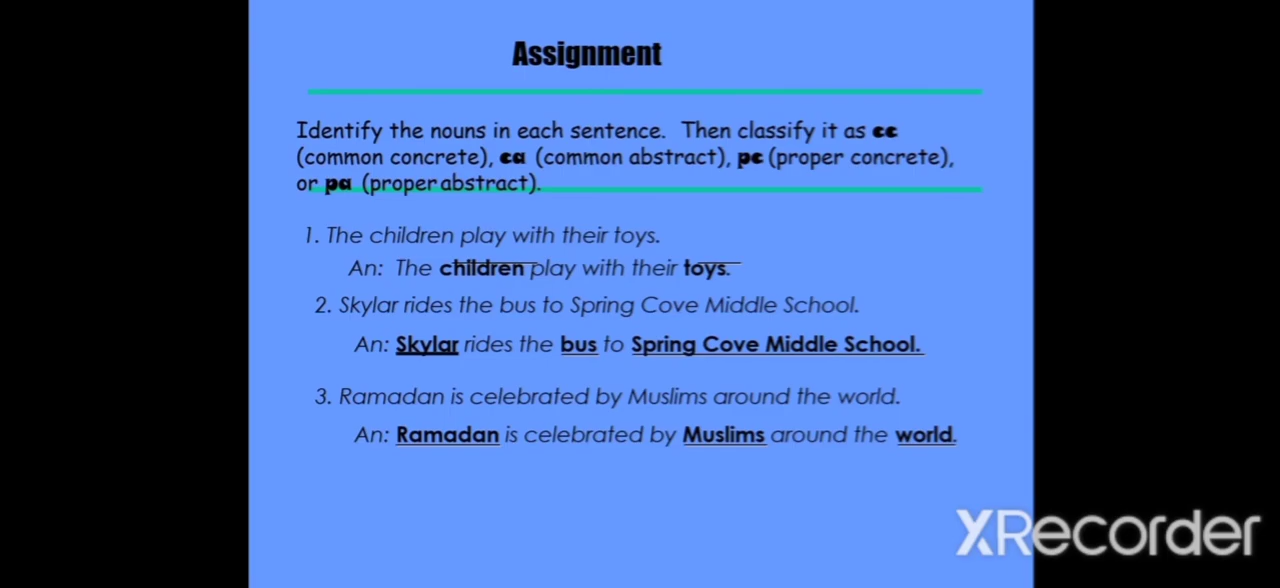 Assignment
Identify the nouns in each sentence. Then classify it as cc
(common concrete), ca (common abstract), pc (proper concrete),
or pa (proper abstract).
1. The children play with their toys.
An: The children play with their toys.
2. Skylar rides the bus to Spring Cove Middle School.
An: Skylar rides the bus to Spring Cove Middle School.
3. Ramadan is celebrated by Muslims around the world.
An: Ramadan is celebrated by Muslims around the world.
XRecorder